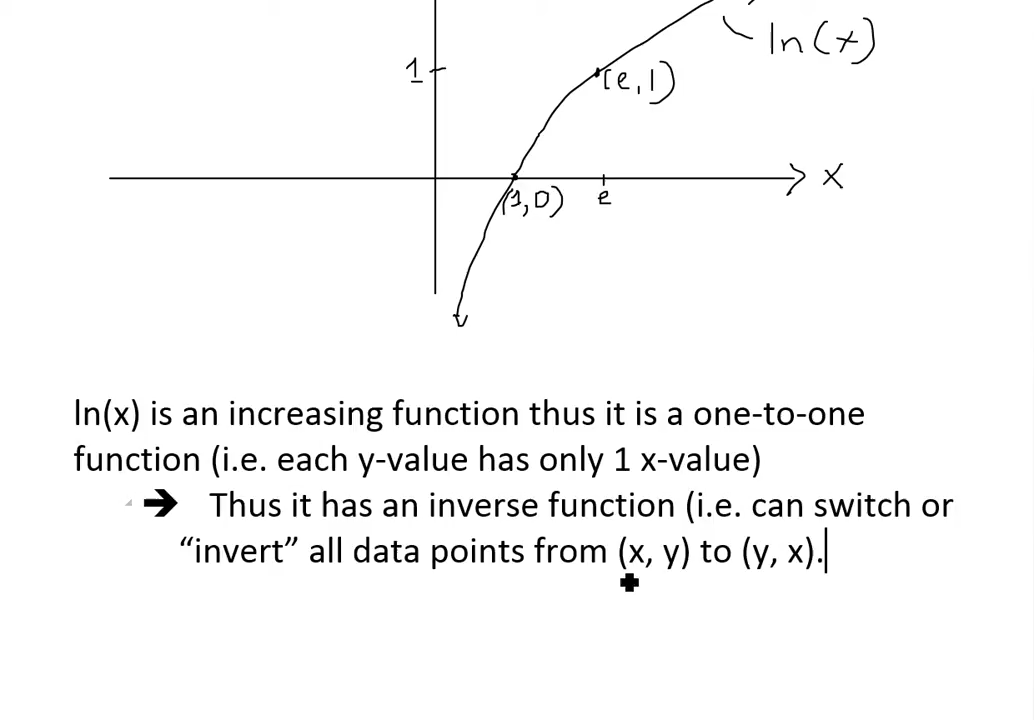 ln(x)
1
(e,1)
x
(1,0)
e
ln(x) is an increasing function thus it is a one-to-one
function (i.e. each y-value has only 1 x-value)
➔ Thus it has an inverse function (i.e. can switch or
“invert” all data points from (x, y) to (y, x).